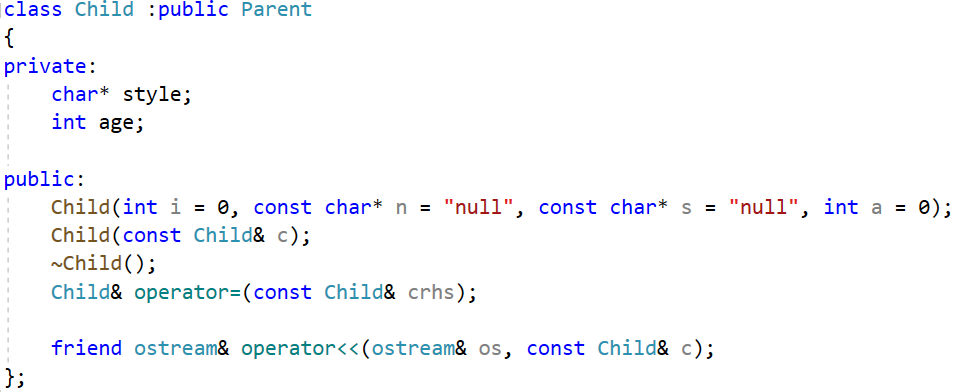 class Child :public Parent
{
private:
    char* style;
    int age;

public:
    Child(int i = 0, const char* n = "null", const char* s = "null", int a = 0);
    Child(const Child& c);
    ~Child();
    Child& operator=(const Child& crhs);

    friend ostream& operator<<(ostream& os, const Child& c);
};